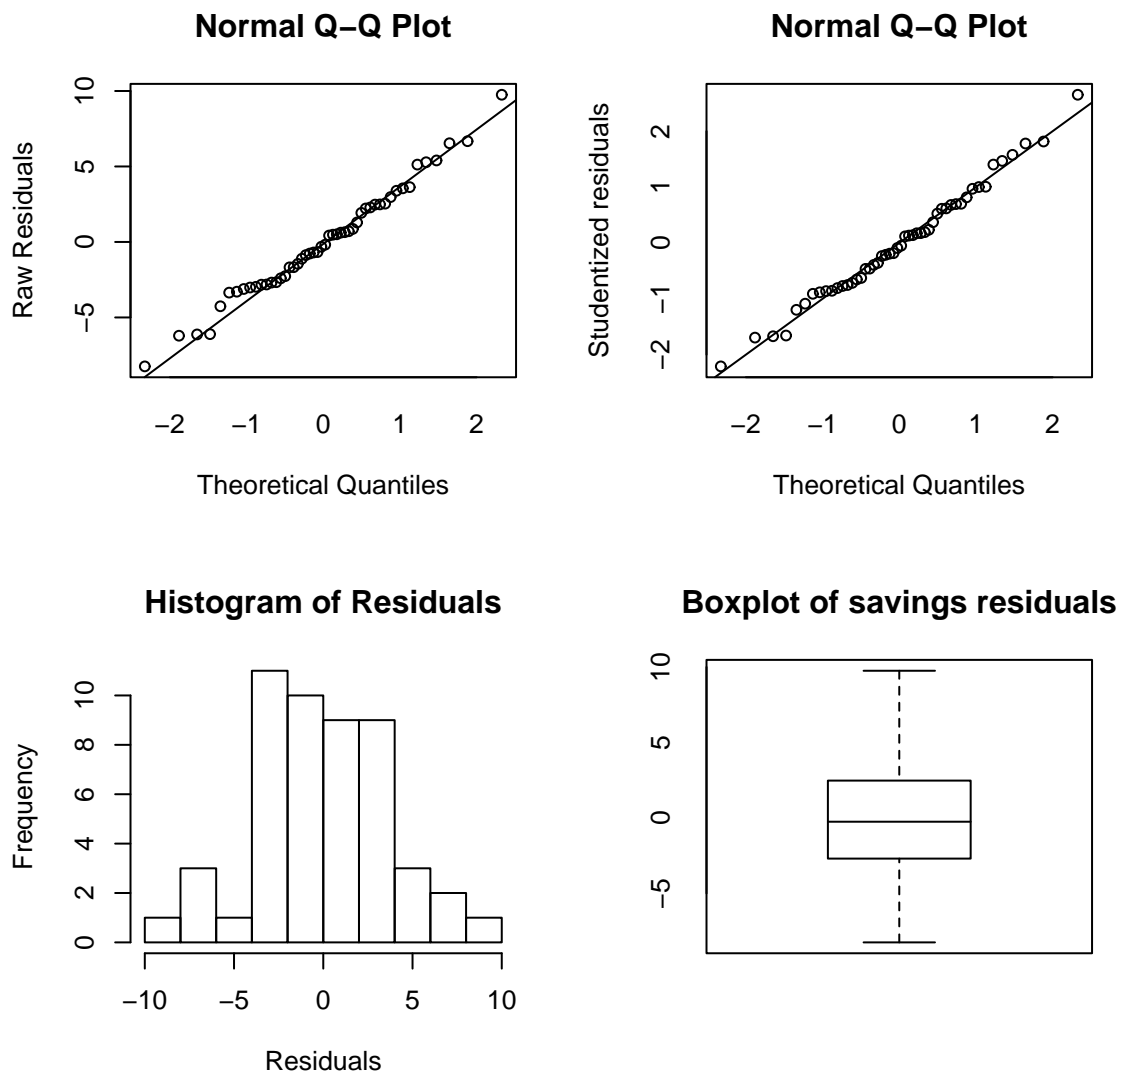 Normal Q−Q Plot
Raw Residuals
10
5
0
−5
−2 −1 0 1 2
Theoretical Quantiles
Normal Q−Q Plot
Studentized residuals
2
1
0
−1
−2
−2 −1 0 1 2
Theoretical Quantiles
Histogram of Residuals
Frequency
10
8
6
4
2
0
−10 −5 0 5 10
Residuals
Boxplot of savings residuals
10
5
0
−5